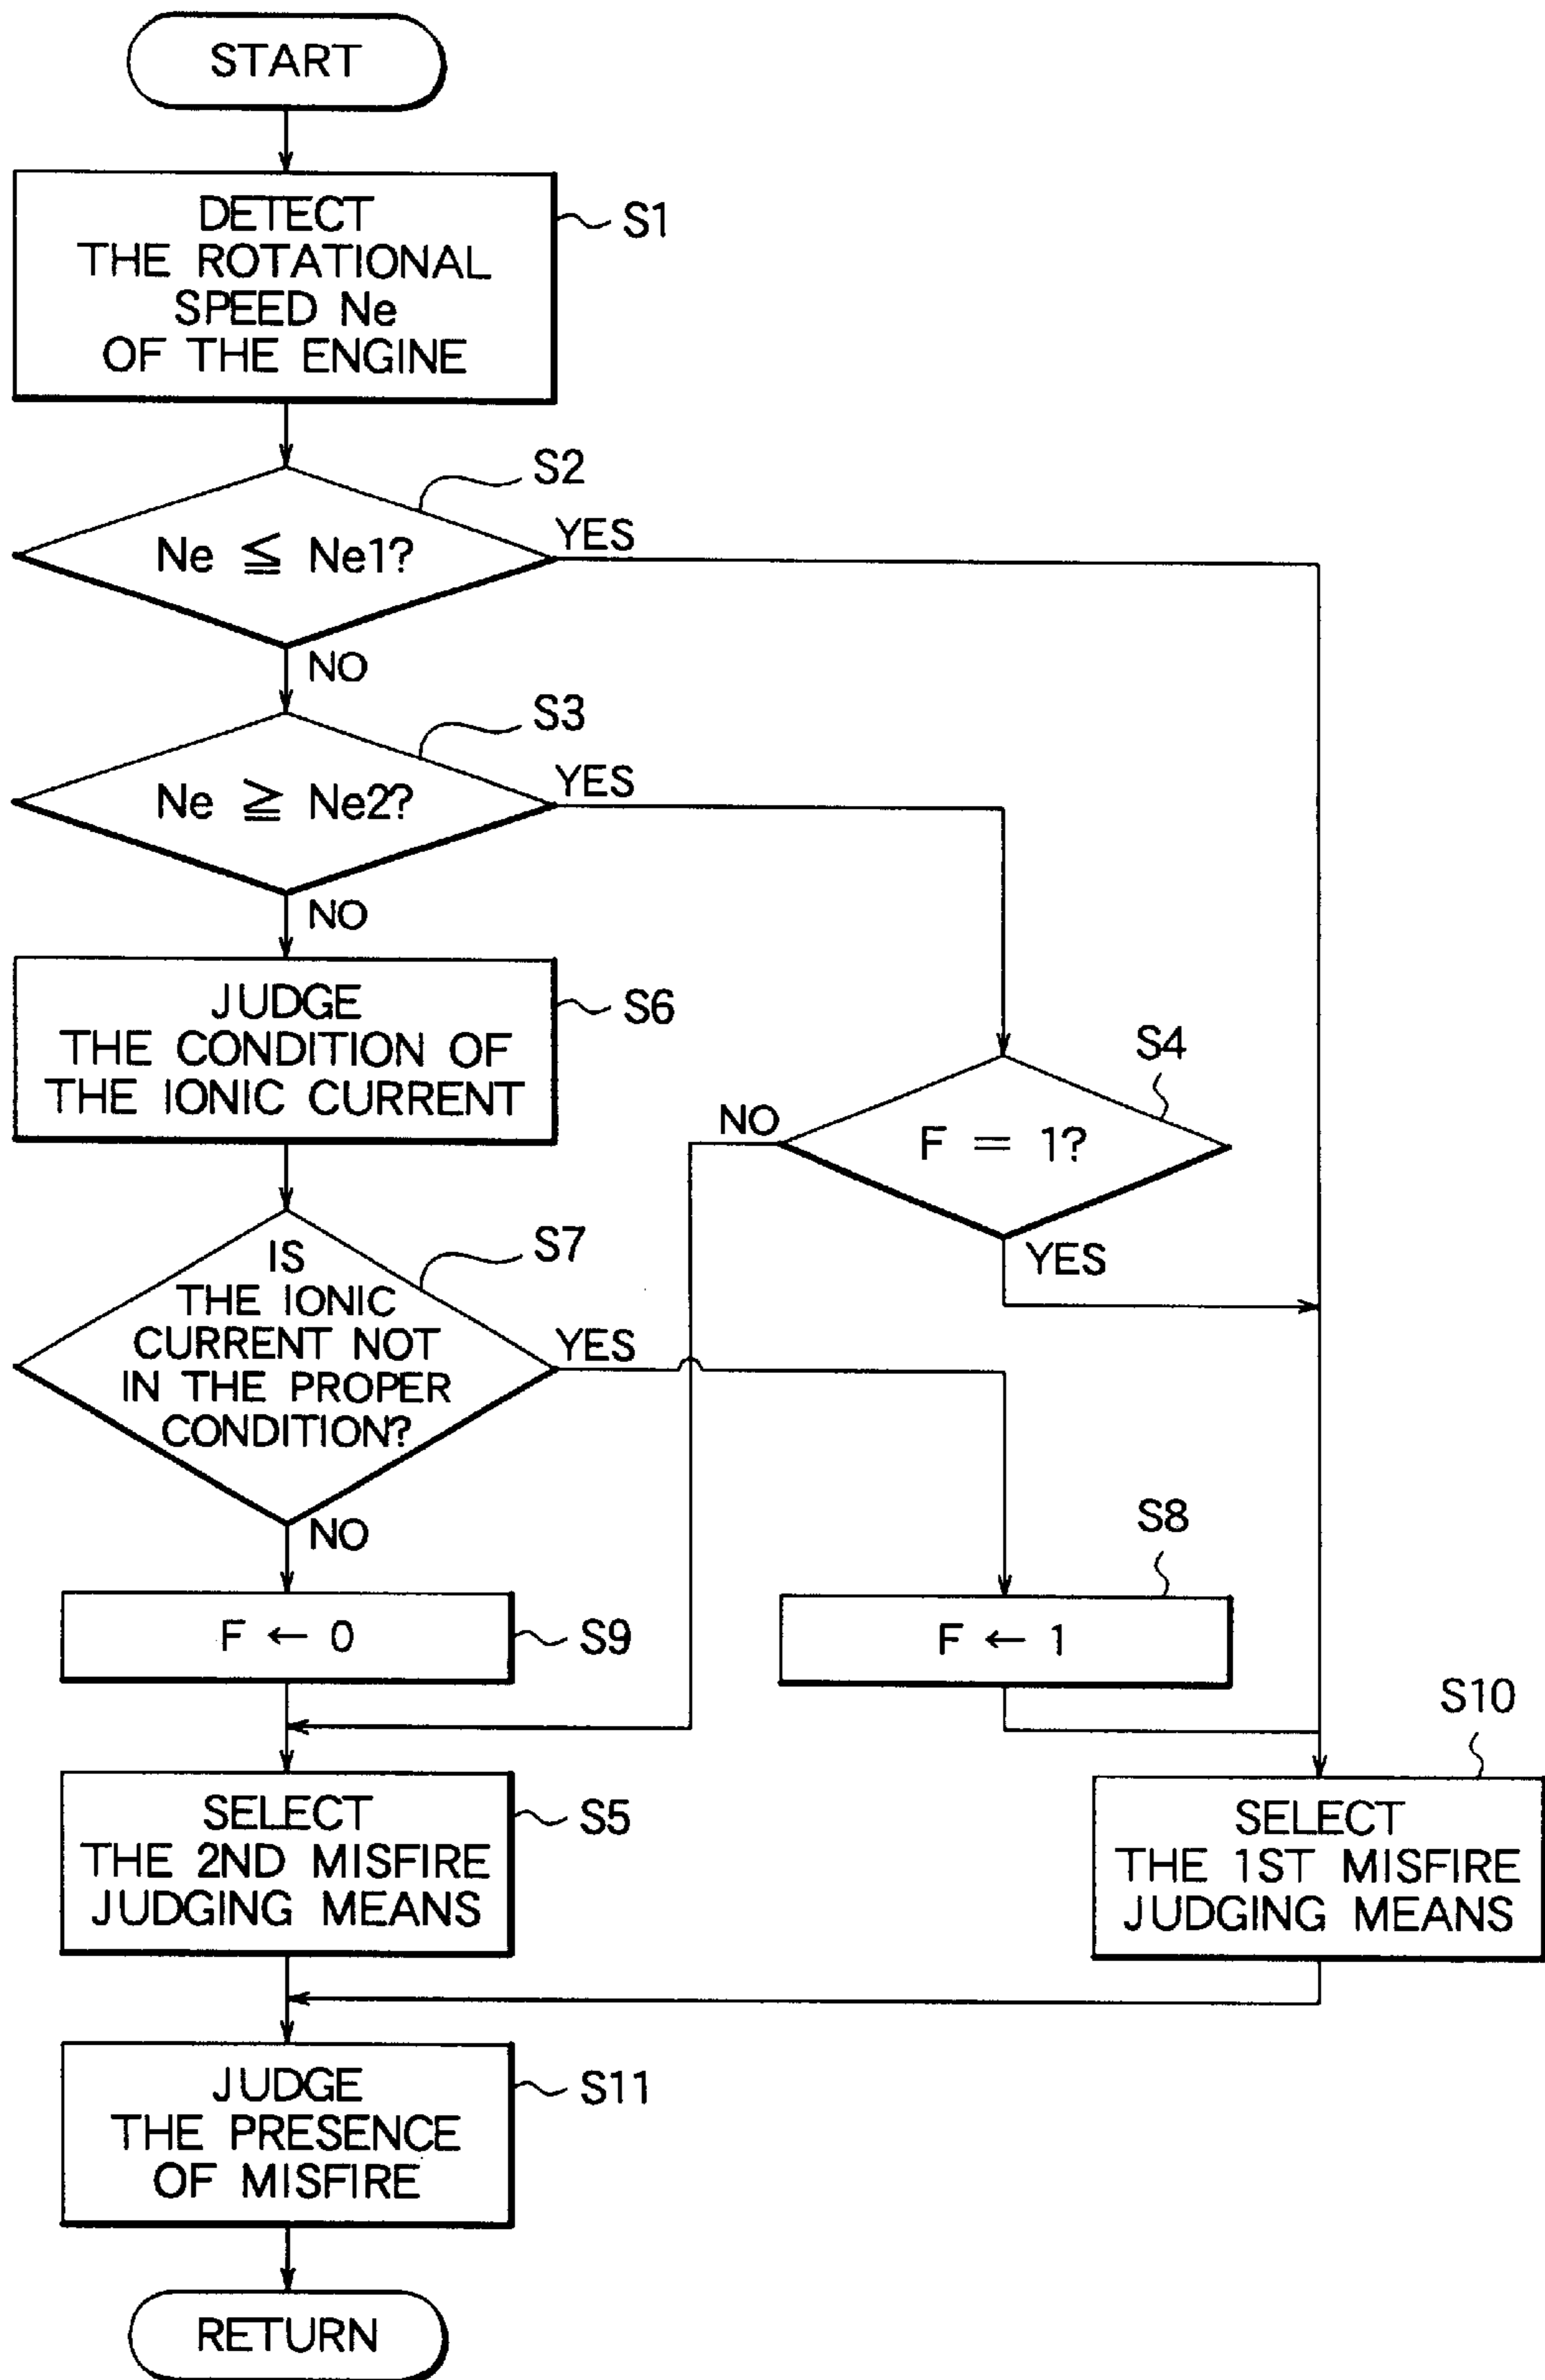 START
DETECT
THE ROTATIONAL
SPEED Ne
OF THE ENGINE
S1
S2
Ne ≦ Ne1?
YES
NO
S3
Ne ≧ Ne2?
YES
NO
JUDGE
THE CONDITION OF
THE IONIC CURRENT
S6
S4
NO
F = 1?
YES
S7
IS
THE IONIC
CURRENT NOT
IN THE PROPER
CONDITION?
YES
NO
S8
F ← 0
S9
F ← 1
S10
SELECT
THE 2ND MISFIRE
JUDGING MEANS
S5
SELECT
THE 1ST MISFIRE
JUDGING MEANS
JUDGE
THE PRESENCE
OF MISFIRE
S11
RETURN